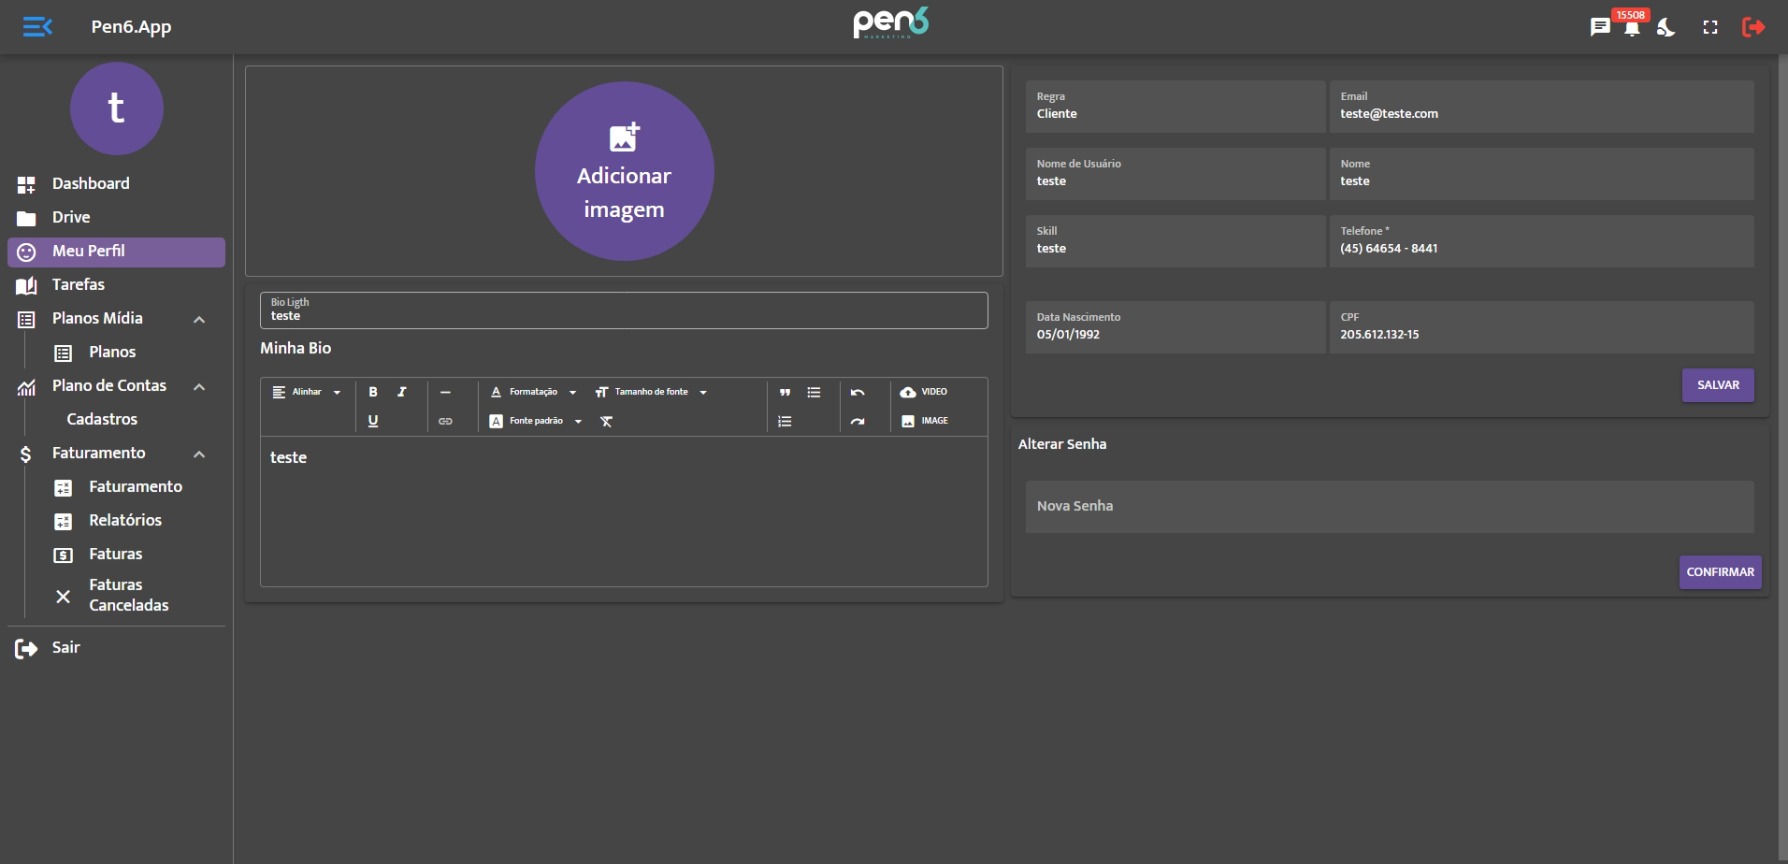 Pen6.App
pen6
MARKETING
15508
t
Dashboard
Drive
Meu Perfil
Tarefas
Planos Mídia
Planos
Plano de Contas
Cadastros
Faturamento
Faturamento
Relatórios
Faturas
Faturas
Canceladas
Sair
Adicionar
imagem
Bio Ligth
teste
Minha Bio
Alinhar
Formatação
Tamanho de fonte
VIDEO
Fonte padrão
IMAGE
teste
Regra
Cliente
Email
teste@teste.com
Nome de Usuário
teste
Nome
teste
Skill
teste
Telefone *
(45) 64654 - 8441
Data Nascimento
05/01/1992
CPF
205.612.132-15
SALVAR
Alterar Senha
Nova Senha
CONFIRMAR